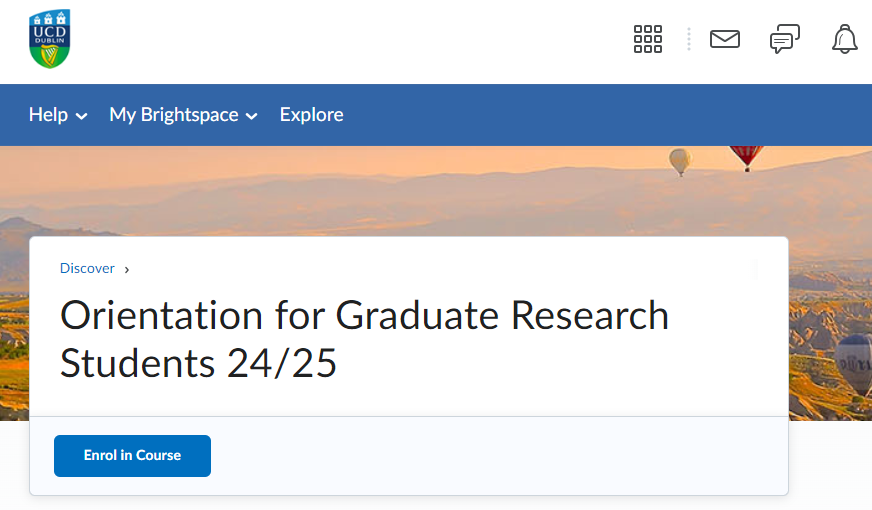 UCD
DUBLIN
Help
My Brightspace
Explore
Discover ›
Orientation for Graduate Research
Students 24/25
Enrol in Course